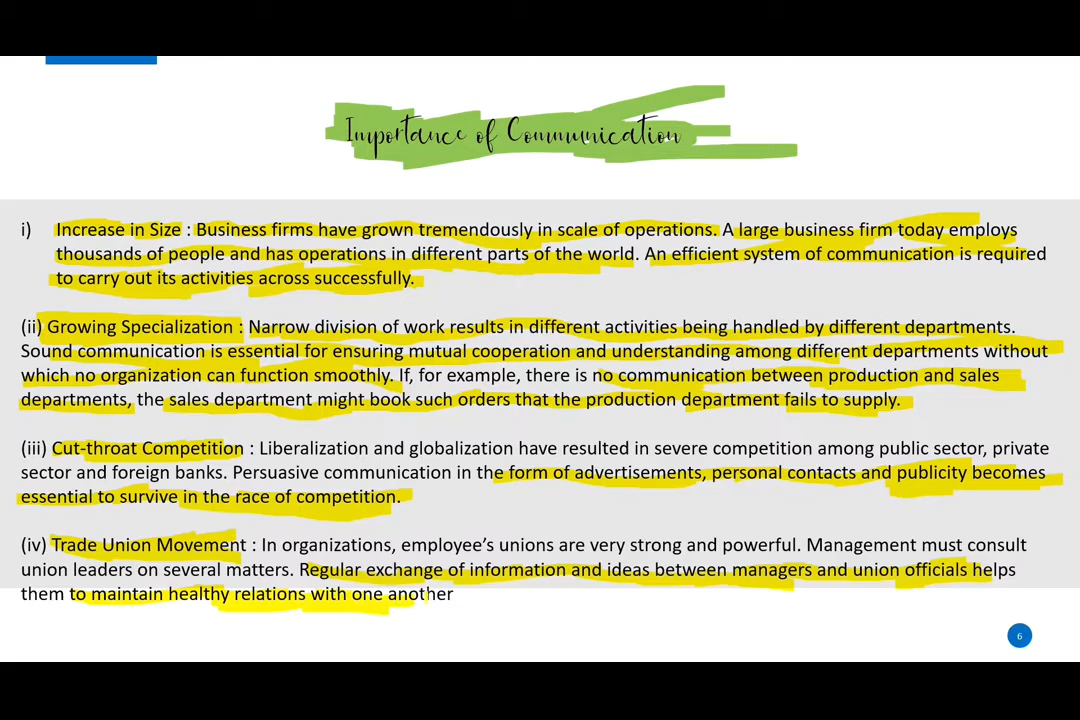 Importance of Communication
i) Increase in Size : Business firms have grown tremendously in scale of operations. A large business firm today employs
thousands of people and has operations in different parts of the world. An efficient system of communication is required
to carry out its activities across successfully.
(ii) Growing Specialization : Narrow division of work results in different activities being handled by different departments.
Sound communication is essential for ensuring mutual cooperation and understanding among different departments without
which no organization can function smoothly. If, for example, there is no communication between production and sales
departments, the sales department might book such orders that the production department fails to supply.
(iii) Cut-throat Competition : Liberalization and globalization have resulted in severe competition among public sector, private
sector and foreign banks. Persuasive communication in the form of advertisements, personal contacts and publicity becomes
essential to survive in the race of competition.
(iv) Trade Union Movement : In organizations, employee's unions are very strong and powerful. Management must consult
union leaders on several matters. Regular exchange of information and ideas between managers and union officials helps
them to maintain healthy relations with one another
6